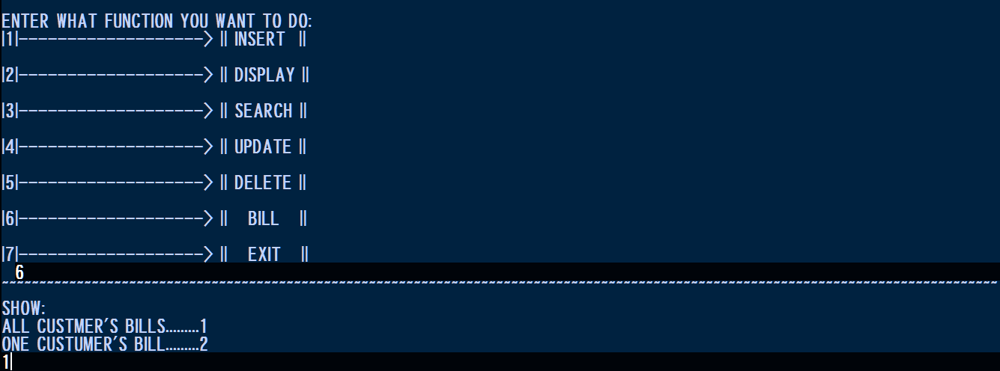 ENTER WHAT FUNCTION YOU WANT TO DO:
|1|-------------------> || INSERT ||
|2|-------------------> || DISPLAY ||
|3|-------------------> || SEARCH ||
|4|-------------------> || UPDATE ||
|5|-------------------> || DELETE ||
|6|-------------------> || BILL ||
|7|-------------------> || EXIT ||
6
~~~~~~~~~~~~~~~~~~~~~~~~~~~~~~~~~~~~~~~~~~~~~~~~~~~~~~~~~~~~~~~~~~~~~~~~~~~~~~~~~~~~~~~~~~~~~~~~~~~~~~~~~~~~~~~~~~~~
SHOW:
ALL CUSTMER'S BILLS.........1
ONE CUSTUMER'S BILL.........2
1